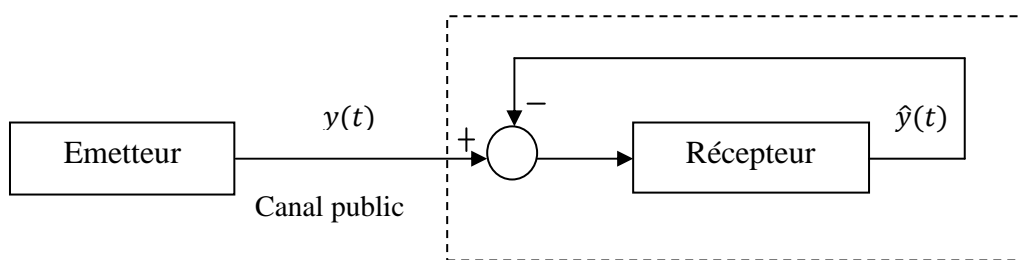 −
y(t)
ŷ(t)
+
Emetteur
Récepteur
Canal public